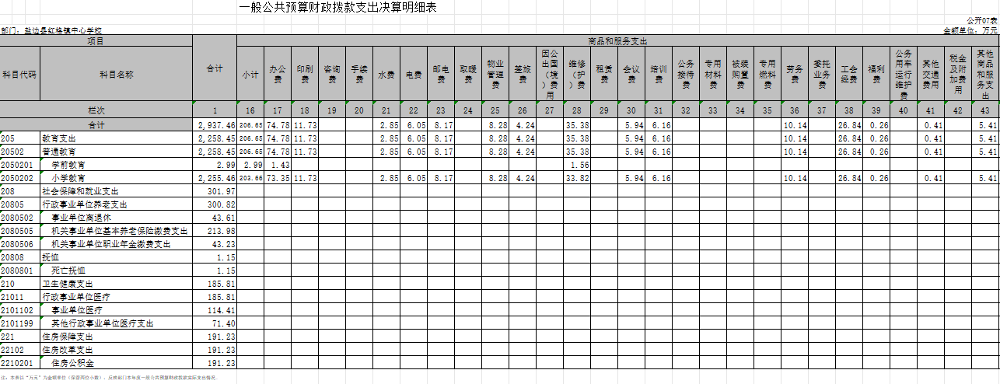 一般公共预算财政拨款支出决算明细表
公开07表
部门：盐边县红格镇中心学校 金额单位：万元
项目 合计 商品和服务支出
科目代码 科目名称 小计 办公费 印刷费 咨询费 手续费 水费 电费 邮电费 取暖费 物业管理费 差旅费 因公出国（境）费用 维修（护）费 租赁费 会议费 培训费 公务接待费 专用材料费 被装购置费 专用燃料费 劳务费 委托业务费 工会经费 福利费 公务用车运行维护费 其他交通费用 税金及附加费用 其他商品和服务支出
栏次 1 16 17 18 19 20 21 22 23 24 25 26 27 28 29 30 31 32 33 34 35 36 37 38 39 40 41 42 43
合计 2,937.46 206.65 74.78 11.73 2.85 6.05 8.17 8.28 4.24 35.38 5.94 6.16 10.14 26.84 0.26 0.41 5.41
205 教育支出 2,258.45 206.65 74.78 11.73 2.85 6.05 8.17 8.28 4.24 35.38 5.94 6.16 10.14 26.84 0.26 0.41 5.41
20502 普通教育 2,258.45 206.65 74.78 11.73 2.85 6.05 8.17 8.28 4.24 35.38 5.94 6.16 10.14 26.84 0.26 0.41 5.41
2050201 学前教育 2.99 2.99 1.43 1.56
2050202 小学教育 2,255.46 203.66 73.35 11.73 2.85 6.05 8.17 8.28 4.24 33.82 5.94 6.16 10.14 26.84 0.26 0.41 5.41
208 社会保障和就业支出 301.97
20805 行政事业单位养老支出 300.82
2080502 事业单位离退休 43.61
2080505 机关事业单位基本养老保险缴费支出 213.98
2080506 机关事业单位职业年金缴费支出 43.23
20808 抚恤 1.15
2080801 死亡抚恤 1.15
210 卫生健康支出 185.81
21011 行政事业单位医疗 185.81
2101102 事业单位医疗 114.41
2101199 其他行政事业单位医疗支出 71.40
221 住房保障支出 191.23
22102 住房改革支出 191.23
2210201 住房公积金 191.23
注：本表以“万元”为金额单位（保留两位小数），反映部门本年度一般公共预算财政拨款实际支出情况。